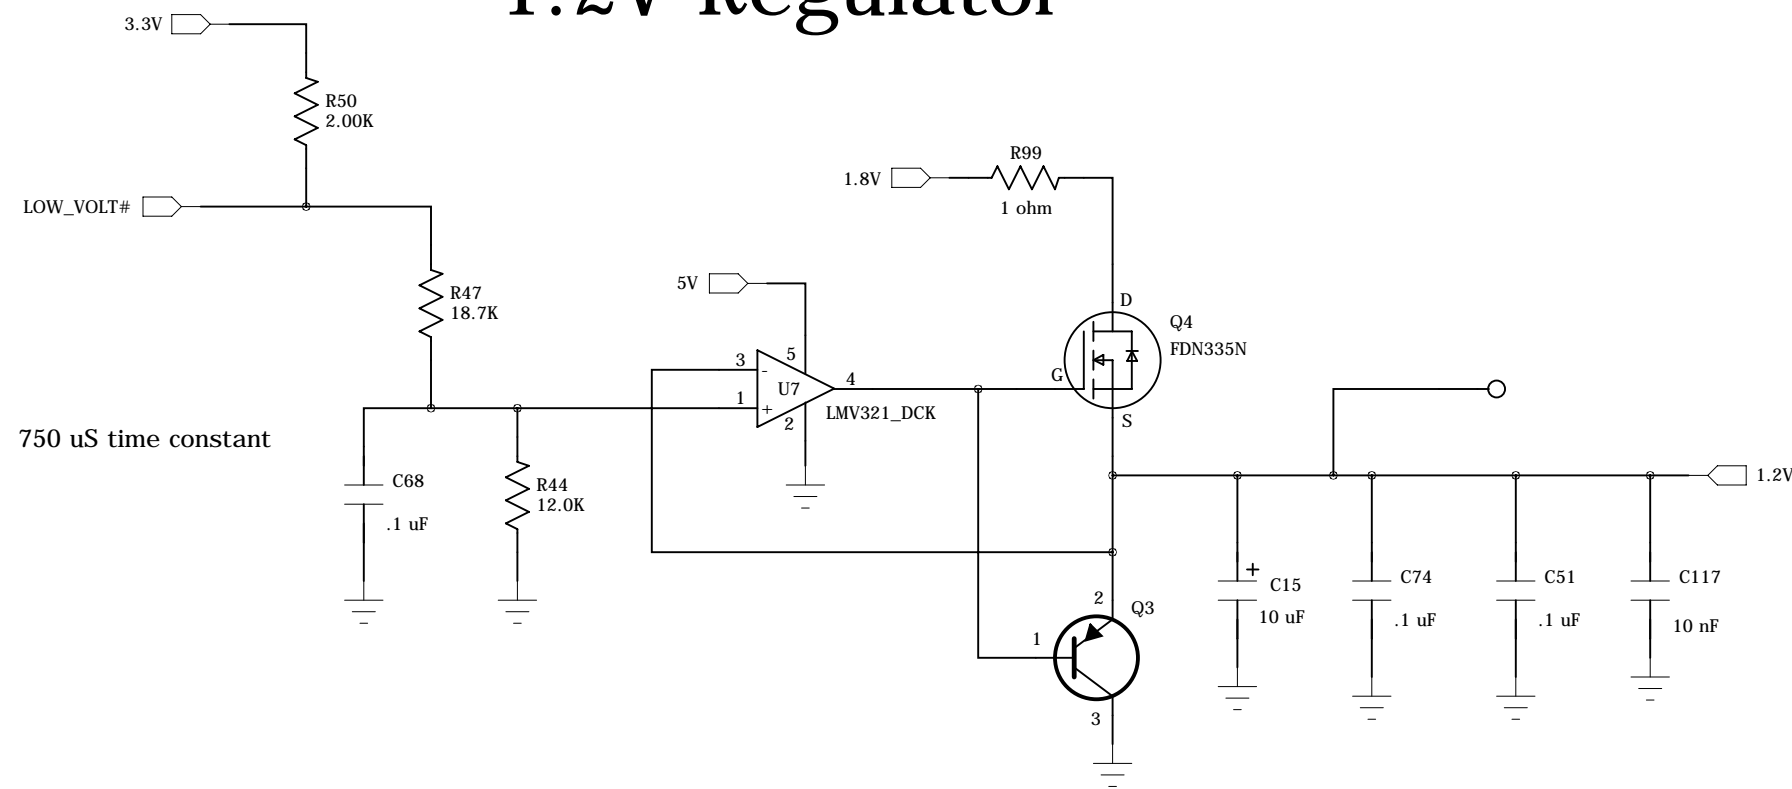 1.2V Regulator
3.3V
R50
2.00K
LOW_VOLT#
R47
18.7K
750 uS time constant
C68
.1 uF
R44
12.0K
5V
3
-
1
+
5
U7
2
4
LMV321_DCK
1.8V
R99
1 ohm
D
Q4
FDN335N
G
S
1.2V
2
Q3
1
3
+
C15
10 uF
C74
.1 uF
C51
.1 uF
C117
10 nF